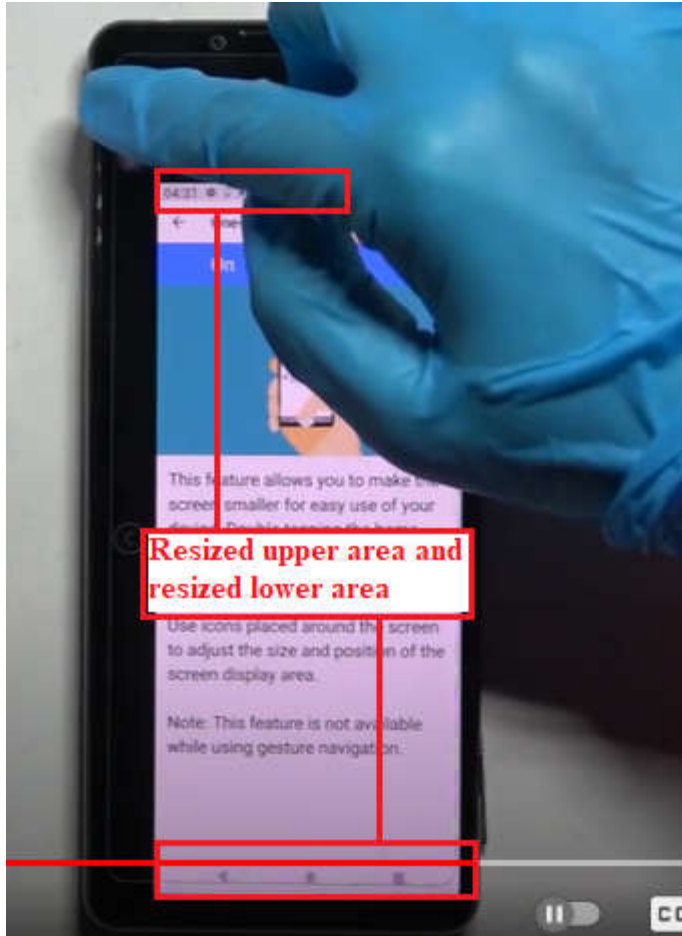 04:31
On
This feature allows you to make the
screen smaller for easy use of your
Resized upper area and
resized lower area
Use icons placed around the screen
to adjust the size and position of the
screen display area.
Note: This feature is not available
while using gesture navigation.